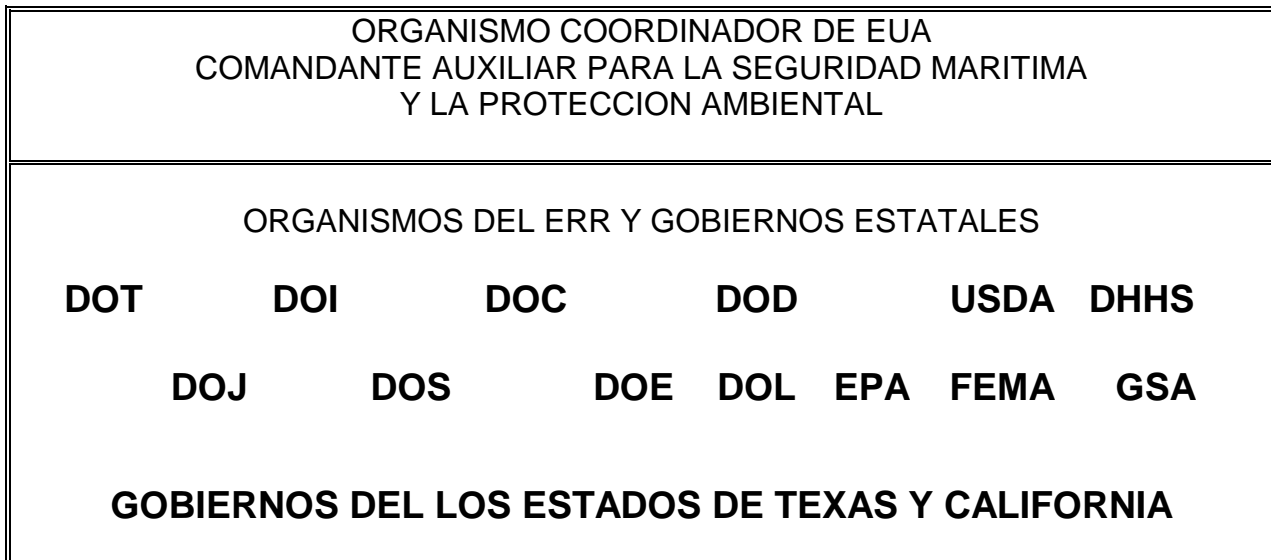 ORGANISMO COORDINADOR DE EUA
COMANDANTE AUXILIAR PARA LA SEGURIDAD MARITIMA
Y LA PROTECCION AMBIENTAL
ORGANISMOS DEL ERR Y GOBIERNOS ESTATALES
DOT DOI DOC DOD USDA DHHS
DOJ DOS DOE DOL EPA FEMA GSA
GOBIERNOS DEL LOS ESTADOS DE TEXAS Y CALIFORNIA